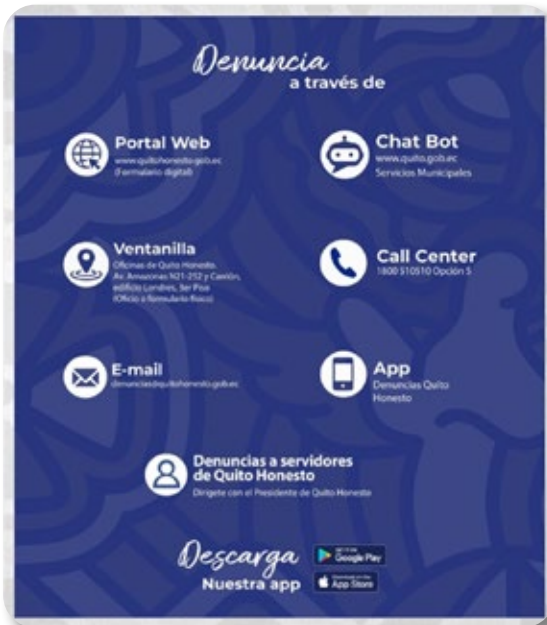 Denuncia
a través de
Portal Web
www.quitohonesto.gob.ec
(Formulario digital)
Chat Bot
www.quito.gob.ec
Servicios Municipales
Ventanilla
Oficinas de Quito Honesto.
Av. Amazonas N21-252 y Carrión,
edificio Londres, 3er Piso
(Oficio o formulario físico)
Call Center
1800 510510 Opción 5
E-mail
denuncias@quitohonesto.gob.ec
App
Denuncias Quito
Honesto
Denuncias a servidores
de Quito Honesto
Dirígete con el Presidente de Quito Honesto
Descarga
Nuestra app
Google Play
App Store